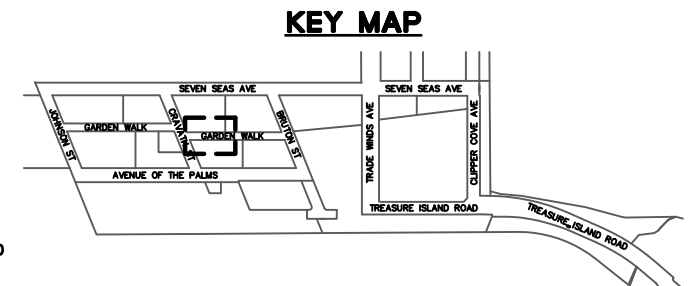 KEY MAP
SEVEN SEAS AVE
SEVEN SEAS AVE
JOHNSON ST
GARDEN WALK
CRAVATH ST
GARDEN WALK
BRUTON ST
TRADE WINDS AVE
CLIPPER COVE AVE
AVENUE OF THE PALMS
TREASURE ISLAND ROAD
TREASURE ISLAND ROAD